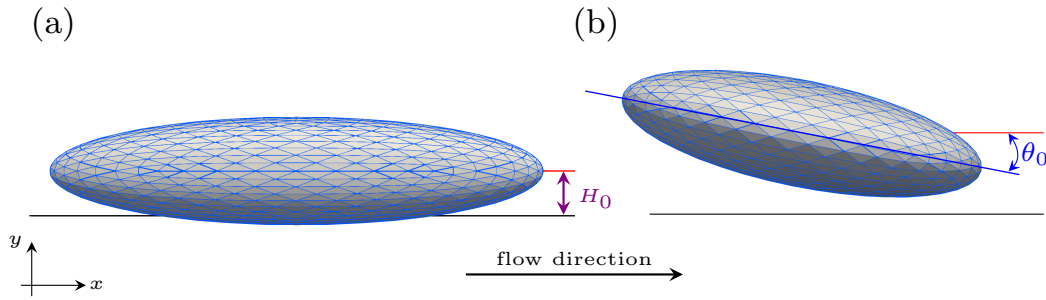 (a)
(b)
θ₀
H₀
y
x
flow direction